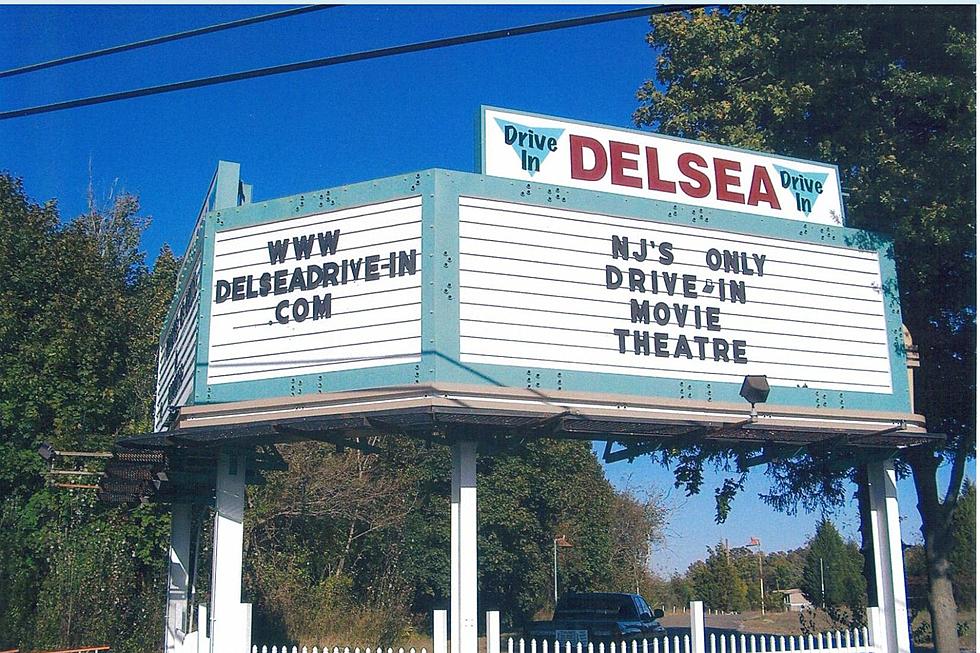 Drive
In
DELSEA
Drive
In
WWW
DELSEADRIVE-IN
.COM
NJ'S ONLY
DRIVE-IN
MOVIE
THEATRE